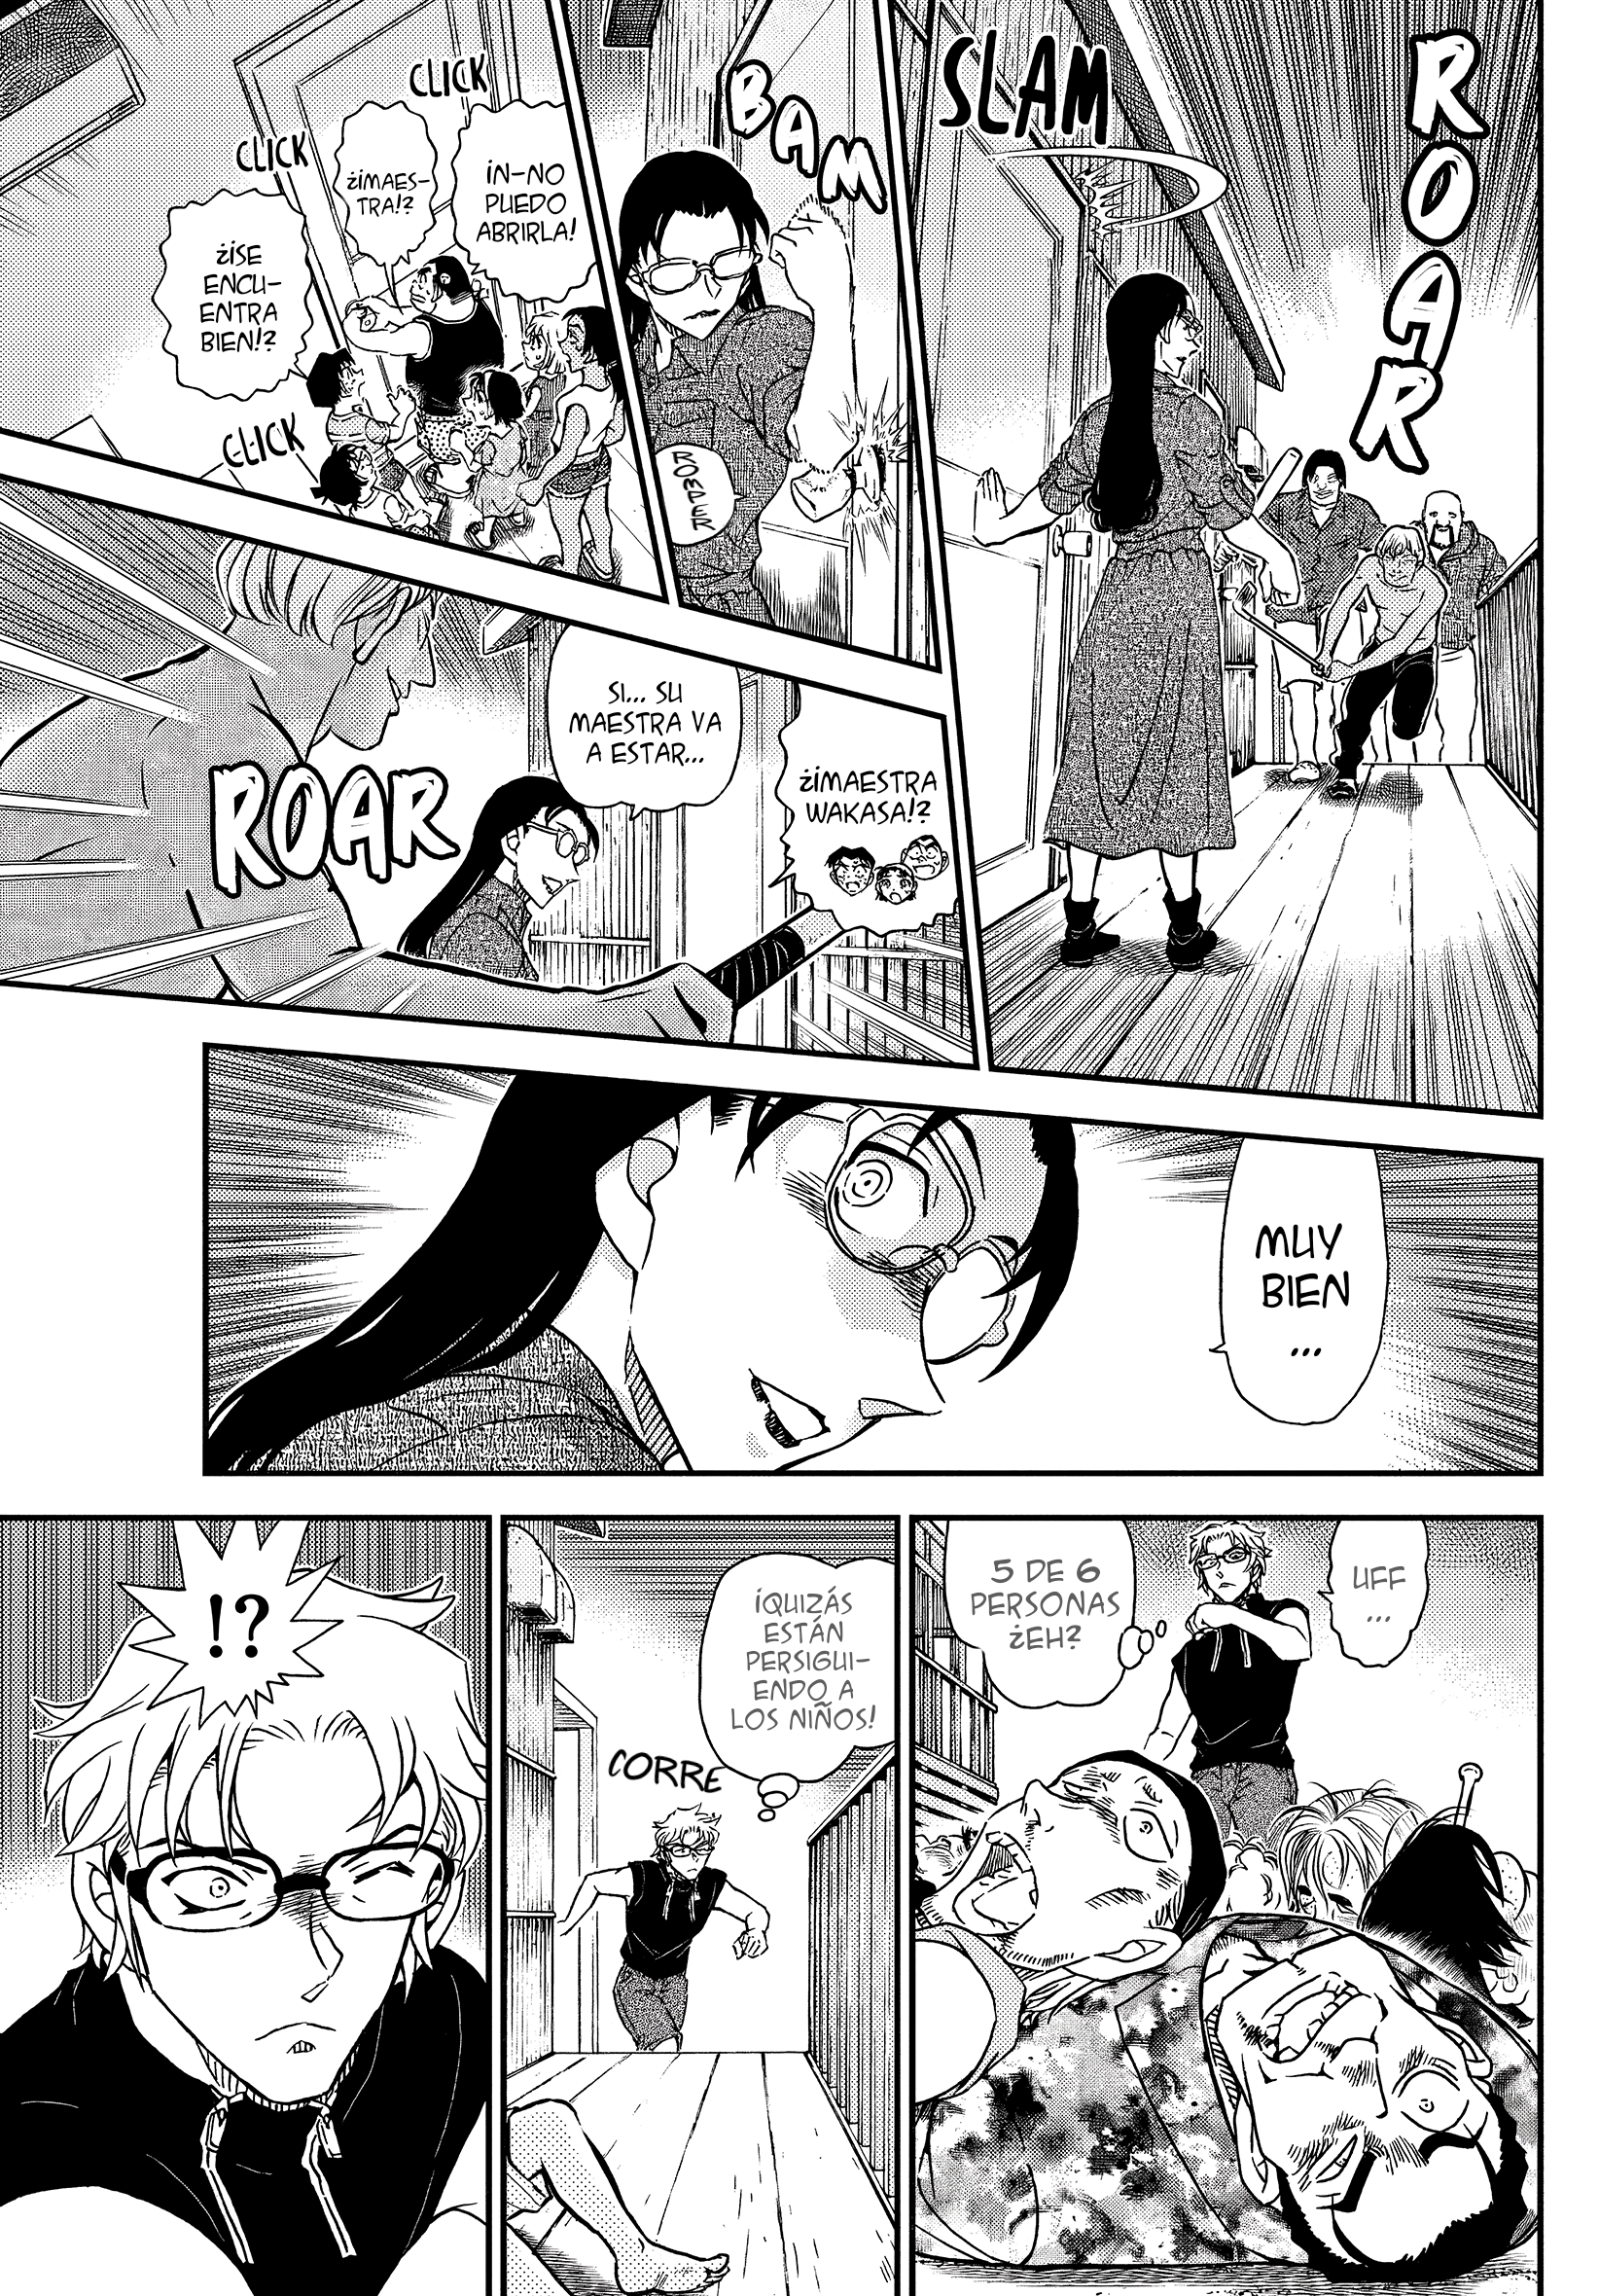 ROAR
SLAM
BAM
ROMPER
CLICK
¡N-NO
PUEDO
ABRIRLA!
¿¡MAES-
TRA!?
CLICK
¿¡SE
ENCU-
ENTRA
BIEN!?
CLICK
¿¡MAESTRA
WAKASA!?
SI... SU
MAESTRA VA
A ESTAR...
ROAR
MUY
BIEN
...
UFF
...
5 DE 6
PERSONAS
¿EH?
¡QUIZÁS
ESTÁN
PERSIGUI-
ENDO A
LOS NIÑOS!
CORRE
!?